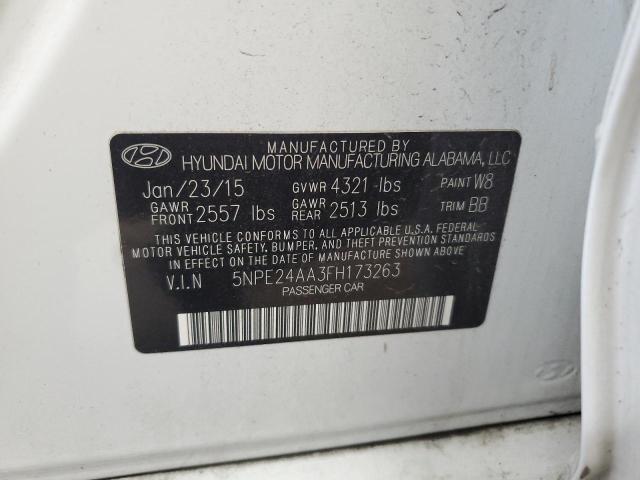 MANUFACTURED BY
HYUNDAI MOTOR MANUFACTURING ALABAMA, LLC
Jan/23/15 GVWR 4321 lbs PAINT W8
GAWR FRONT 2557 lbs GAWR REAR 2513 lbs TRIM BB
THIS VEHICLE CONFORMS TO ALL APPLICABLE U.S.A. FEDERAL
MOTOR VEHICLE SAFETY, BUMPER, AND THEFT PREVENTION STANDARDS
IN EFFECT ON THE DATE OF MANUFACTURE SHOWN ABOVE
V.I.N 5NPE24AA3FH173263
PASSENGER CAR